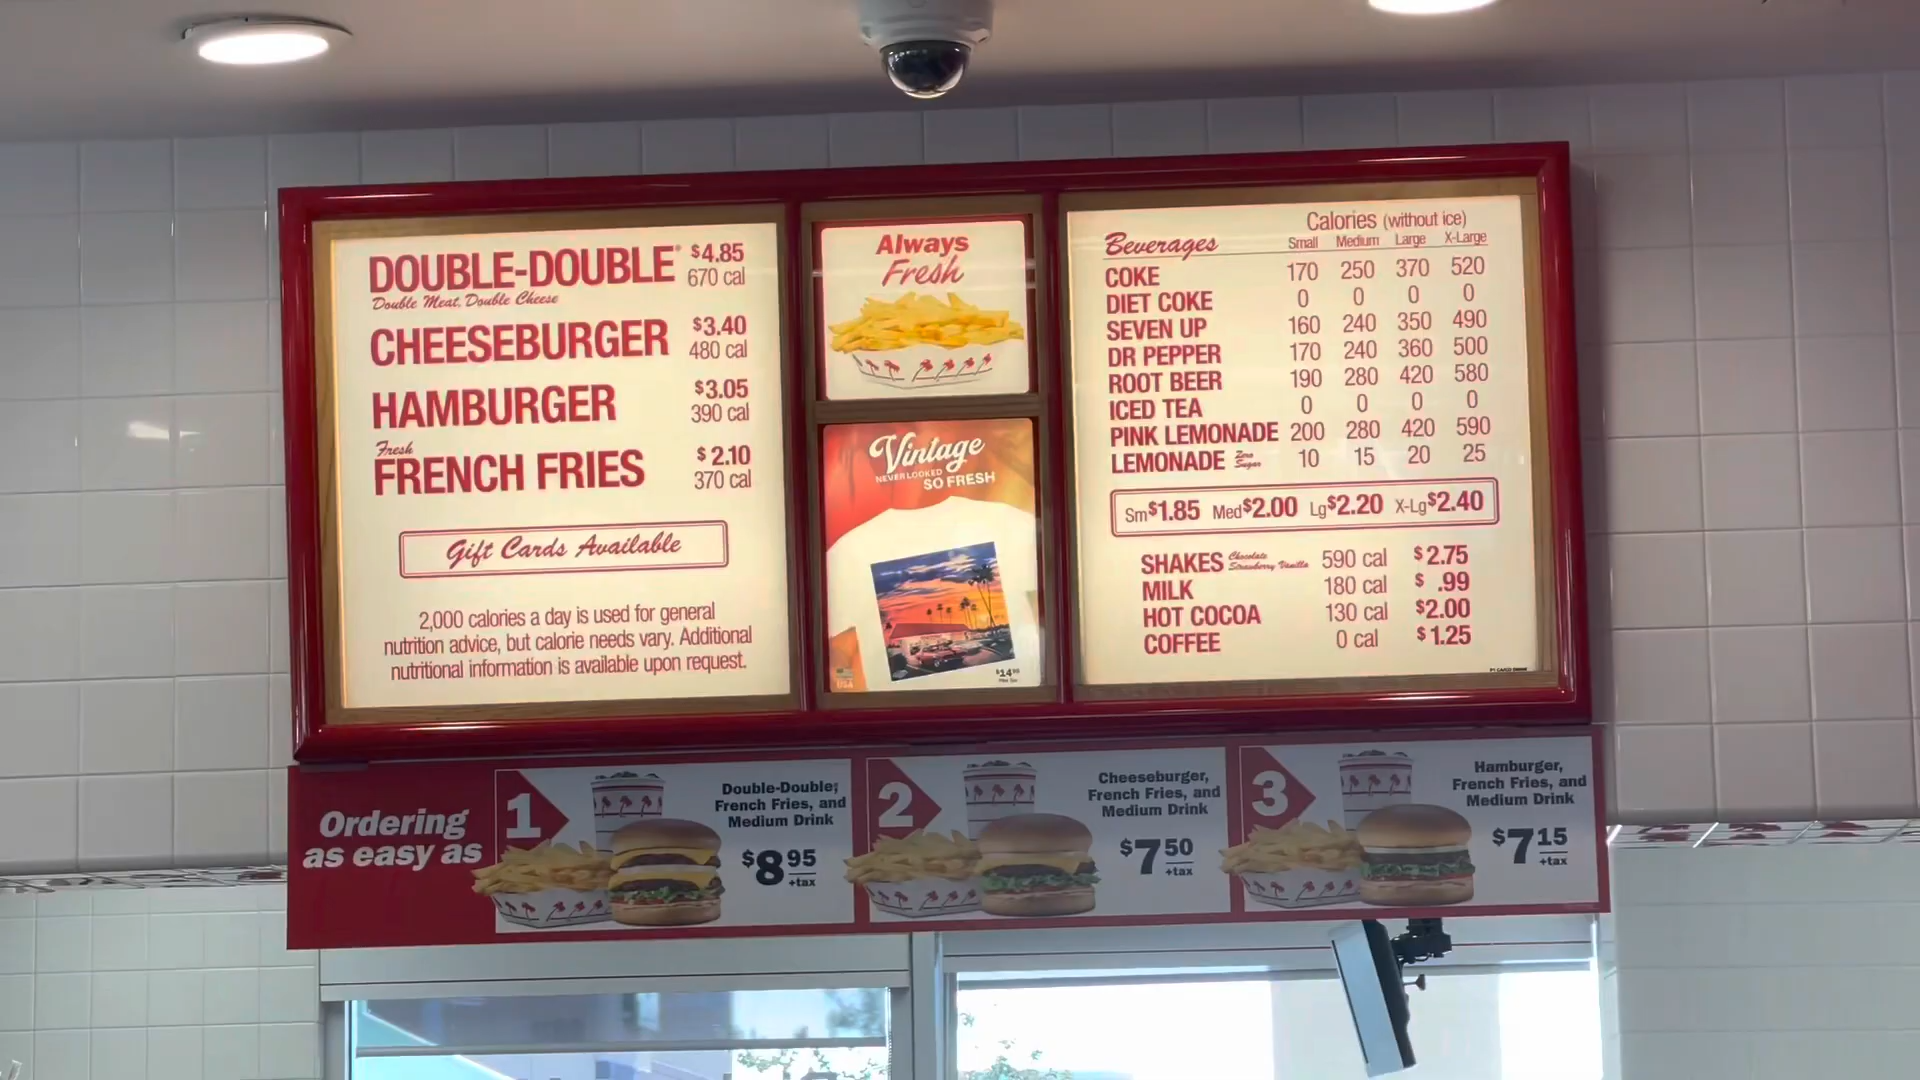 DOUBLE-DOUBLE® $4.85
Double Meat, Double Cheese 670 cal
CHEESEBURGER $3.40
480 cal
HAMBURGER $3.05
390 cal
Fresh
FRENCH FRIES $2.10
370 cal
Gift Cards Available
2,000 calories a day is used for general
nutrition advice, but calorie needs vary. Additional
nutritional information is available upon request.
Always
Fresh
Vintage
NEVER LOOKED
SO FRESH
USA
$14.99
Calories (without ice)
Beverages Small Medium Large X-Large
COKE 170 250 370 520
DIET COKE 0 0 0 0
SEVEN UP 160 240 350 490
DR PEPPER 170 240 360 500
ROOT BEER 190 280 420 580
ICED TEA 0 0 0 0
PINK LEMONADE 200 280 420 590
LEMONADE Zero Sugar 10 15 20 25
Sm$1.85 Med$2.00 Lg$2.20 X-Lg$2.40
SHAKES Chocolate Strawberry Vanilla 590 cal $2.75
MILK 180 cal $ .99
HOT COCOA 130 cal $2.00
COFFEE 0 cal $1.25
Ordering
as easy as
1
Double-Double,
French Fries, and
Medium Drink
$8 95
+tax
2
Cheeseburger,
French Fries, and
Medium Drink
$7 50
+tax
3
Hamburger,
French Fries, and
Medium Drink
$7 15
+tax